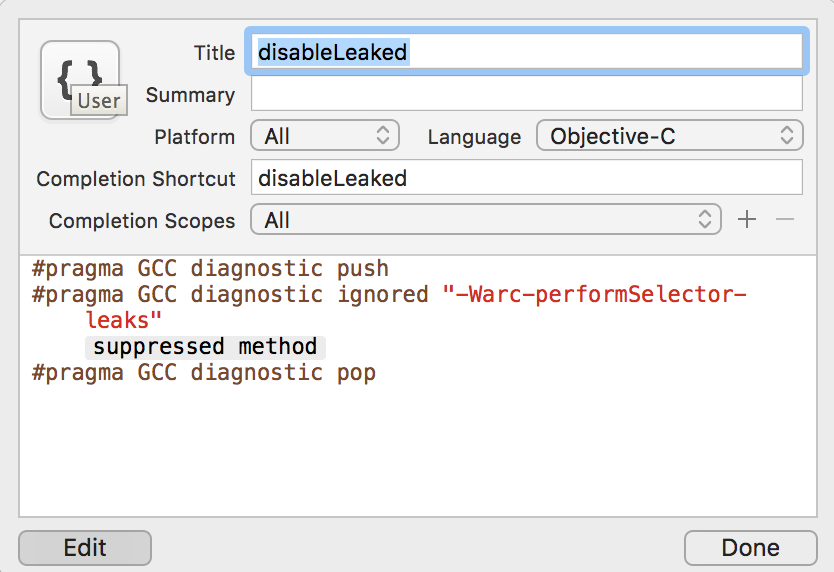 { }
User
Title disableLeaked
Summary
Platform All Language Objective-C
Completion Shortcut disableLeaked
Completion Scopes All
#pragma GCC diagnostic push
#pragma GCC diagnostic ignored "-Warc-performSelector-
leaks"
suppressed method
#pragma GCC diagnostic pop
Edit Done